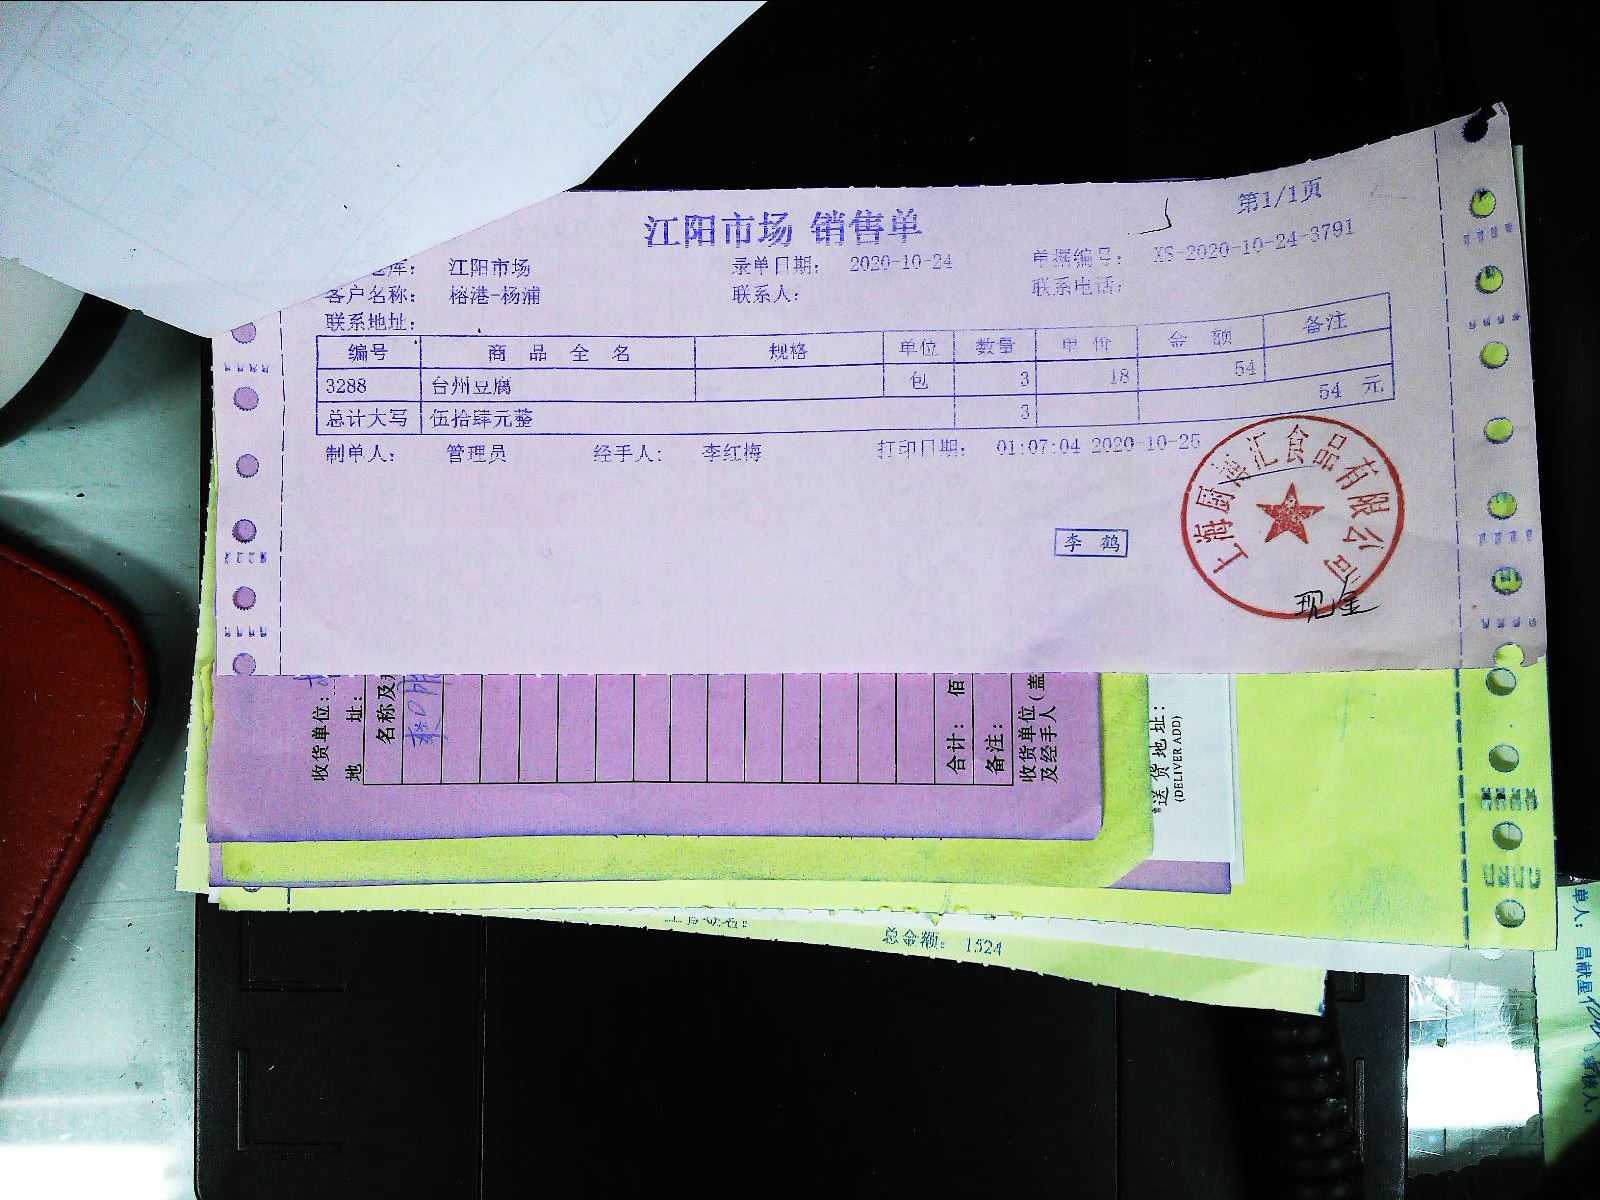 江阳市场 销售单
第1/1页
库： 江阳市场 录单日期： 2020-10-24 单据编号： XS-2020-10-24-3791
客户名称： 榕港-杨浦 联系人： 联系电话：
联系地址：
编号 商品全名 规格 单位 数量 单价 金额 备注
3288 台州豆腐 包 3 18 54
总计大写 伍拾肆元整 3 54 元
制单人： 管理员 经手人： 李红梅 打印日期： 01:07:04 2020-10-25
李鹤
上海国 汇食品有限公司
现金
收货单位：
地 址：
名称及
合计： 佰
备注：
收货单位（盖
及经手人
送货地址：
(DELIVER ADD)
总金额： 1524
单人：